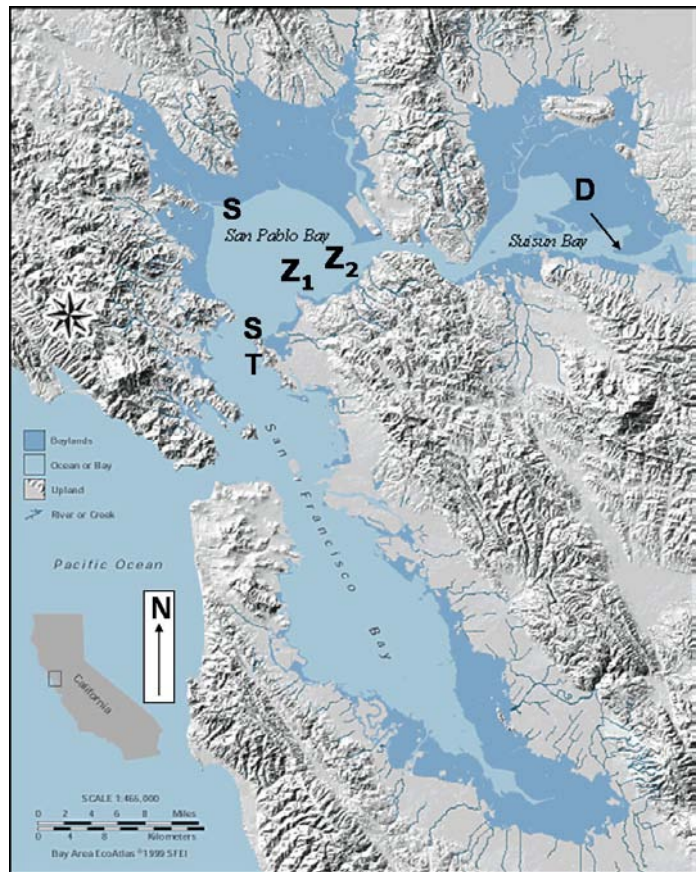 D
S
San Pablo Bay
Suisun Bay
Z1
Z2
S
T
Baylands
Ocean or Bay
Upland
River or Creek
San Francisco Bay
Pacific Ocean
N
California
SCALE 1:466,000
0 2 4 6 8 Miles
0 2 4 6 8 Kilometers
Bay Area EcoAtlas ©1999 SFEI